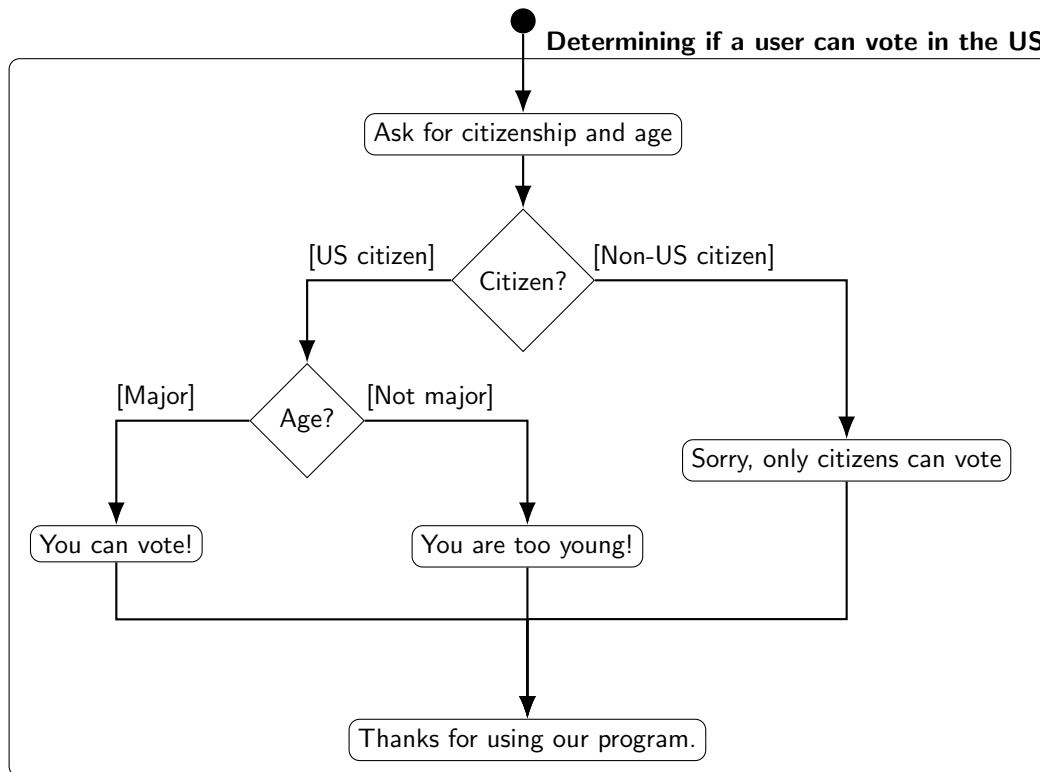 Determining if a user can vote in the US
Ask for citizenship and age
[US citizen]
[Non-US citizen]
Citizen?
[Major]
[Not major]
Age?
Sorry, only citizens can vote
You can vote!
You are too young!
Thanks for using our program.